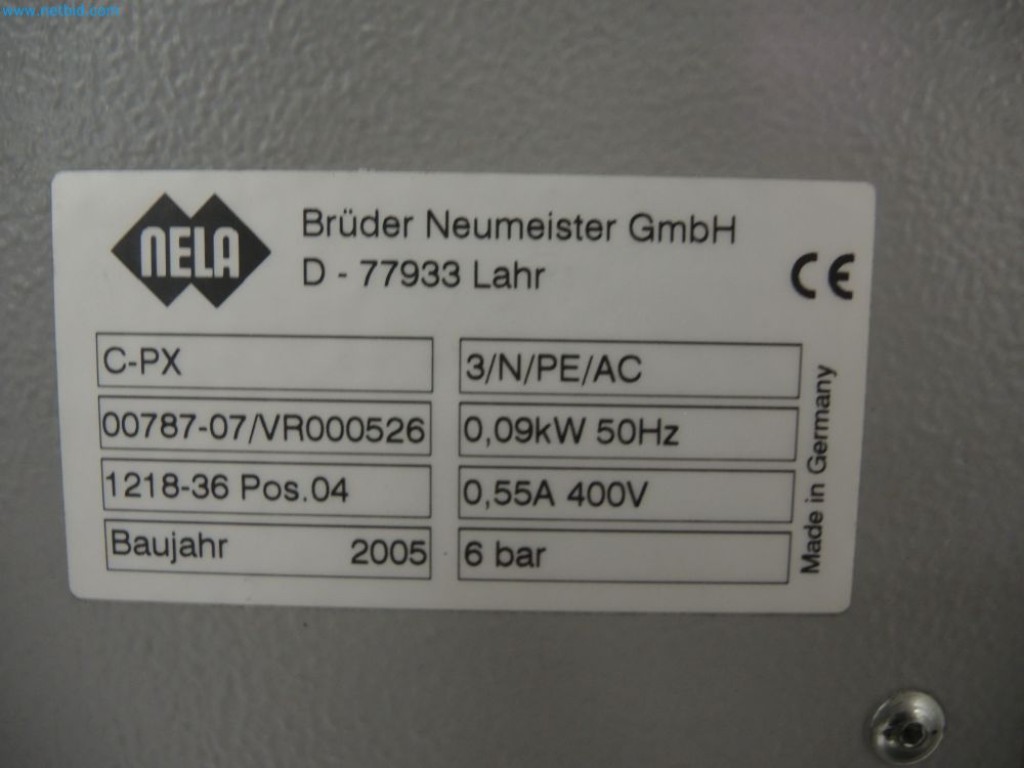 www.netbid.com
NELA
Brüder Neumeister GmbH
D - 77933 Lahr
CE
C-PX
00787-07/VR000526
1218-36 Pos.04
Baujahr 2005
3/N/PE/AC
0,09kW 50Hz
0,55A 400V
6 bar
Made in Germany